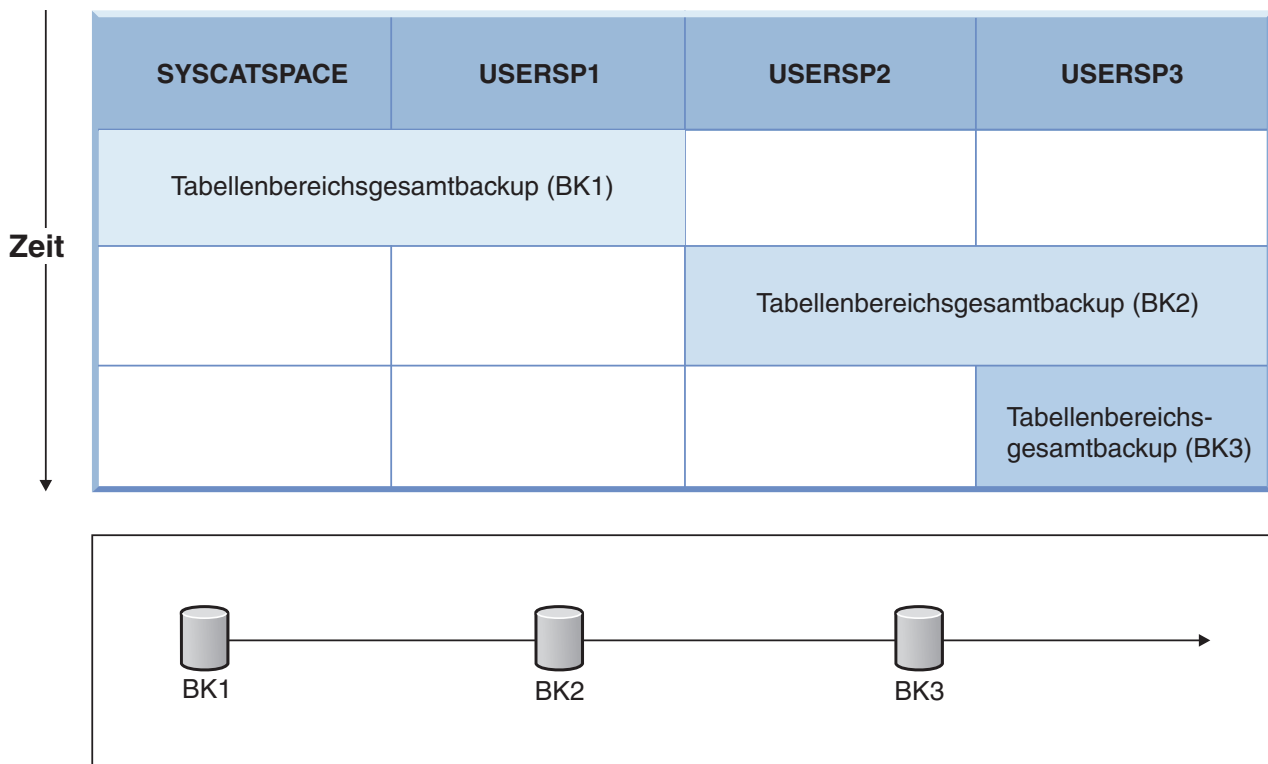 SYSCATSPACE USERSP1 USERSP2 USERSP3
Tabellenbereichsgesamtbackup (BK1)
Zeit
Tabellenbereichsgesamtbackup (BK2)
Tabellenbereichs-
gesamtbackup (BK3)
BK1 BK2 BK3